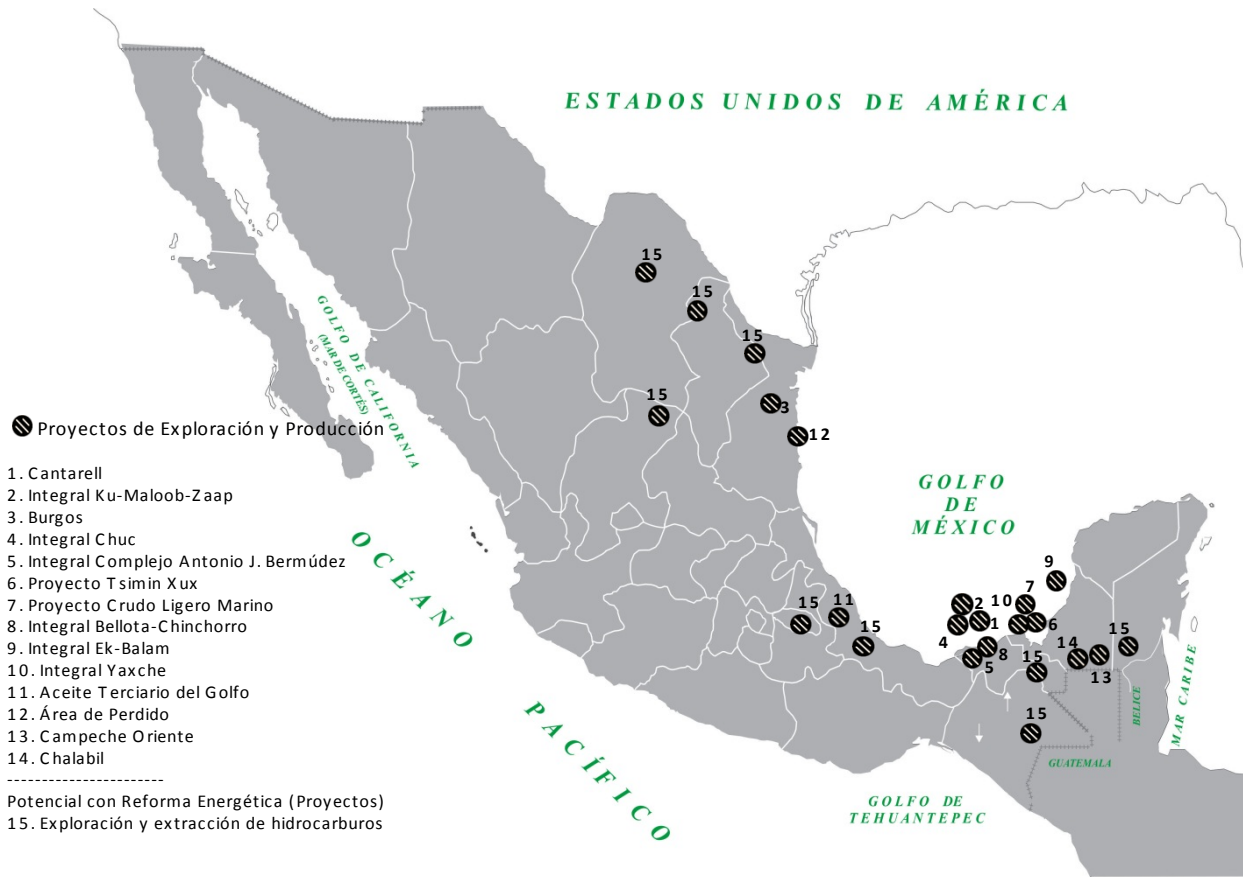 ESTADOS UNIDOS DE AMÉRICA
15
15
15
15
3
12
GOLFO DE CALIFORNIA
(MAR DE CORTÉS)
Proyectos de Exploración y Producción
1. Cantarell
2. Integral Ku-Maloob-Zaap
3. Burgos
4. Integral Chuc
5. Integral Complejo Antonio J. Bermúdez
6. Proyecto Tsimin Xux
7. Proyecto Crudo Ligero Marino
8. Integral Bellota-Chinchorro
9. Integral Ek-Balam
10. Integral Yaxche
11. Aceite Terciario del Golfo
12. Área de Perdido
13. Campeche Oriente
14. Chalabil
-----------------------
Potencial con Reforma Energética (Proyectos)
15. Exploración y extracción de hidrocarburos
GOLFO
DE
MÉXICO
OCÉANO
PACÍFICO
9
7
2
10
1
6
4
8
5
15
11
15
15
14
13
15
15
BELICE
MAR CARIBE
GUATEMALA
GOLFO DE
TEHUANTEPEC